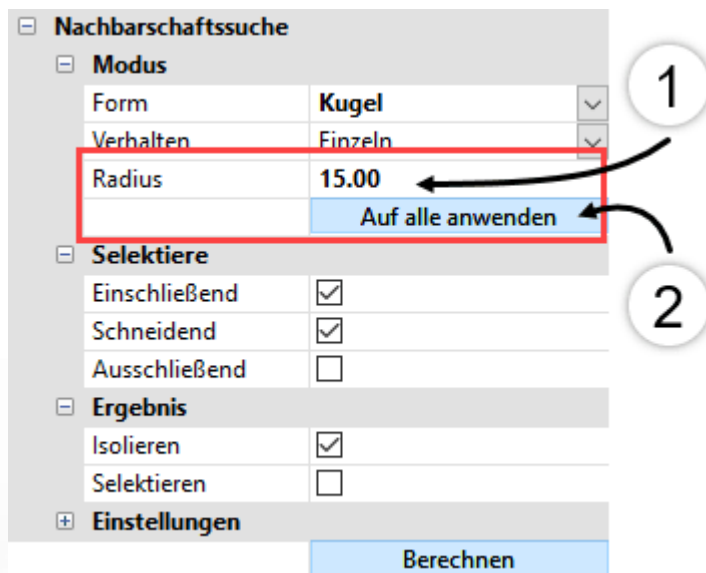 Nachbarschaftssuche
Modus
Form Kugel
Verhalten Einzeln
Radius 15.00
Auf alle anwenden
Selektiere
Einschließend
Schneidend
Ausschließend
Ergebnis
Isolieren
Selektieren
Einstellungen
Berechnen
1
2